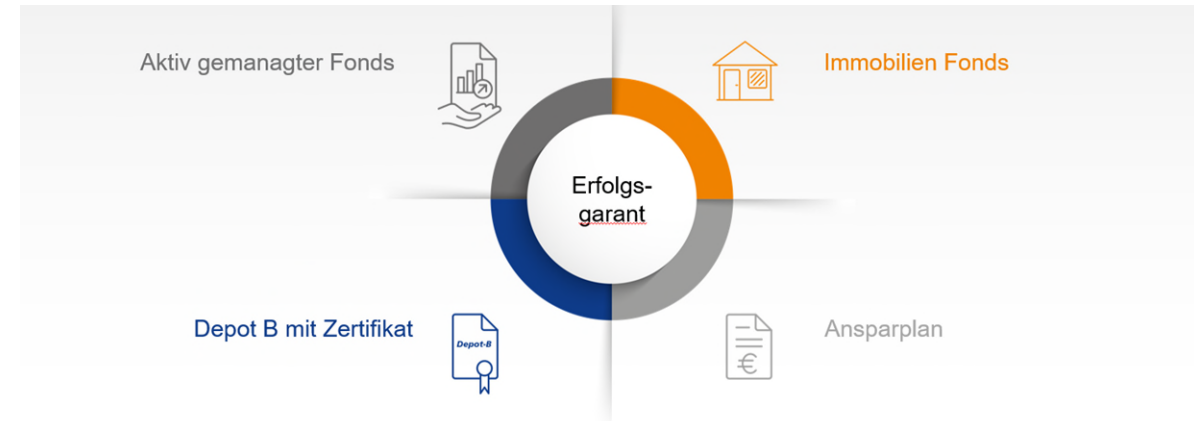 Aktiv gemanagter Fonds
Immobilien Fonds
Erfolgs-
garant
Depot B mit Zertifikat
Depot-B
Ansparplan
€